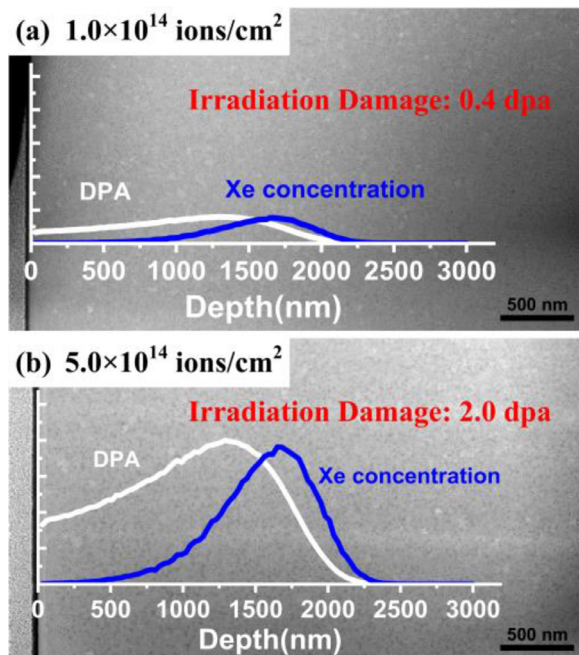 (a) 1.0×10¹⁴ ions/cm²
Irradiation Damage: 0.4 dpa
DPA
Xe concentration
0 500 1000 1500 2000 2500 3000
Depth(nm)
500 nm
(b) 5.0×10¹⁴ ions/cm²
Irradiation Damage: 2.0 dpa
DPA
Xe concentration
0 500 1000 1500 2000 2500 3000
Depth(nm)
500 nm